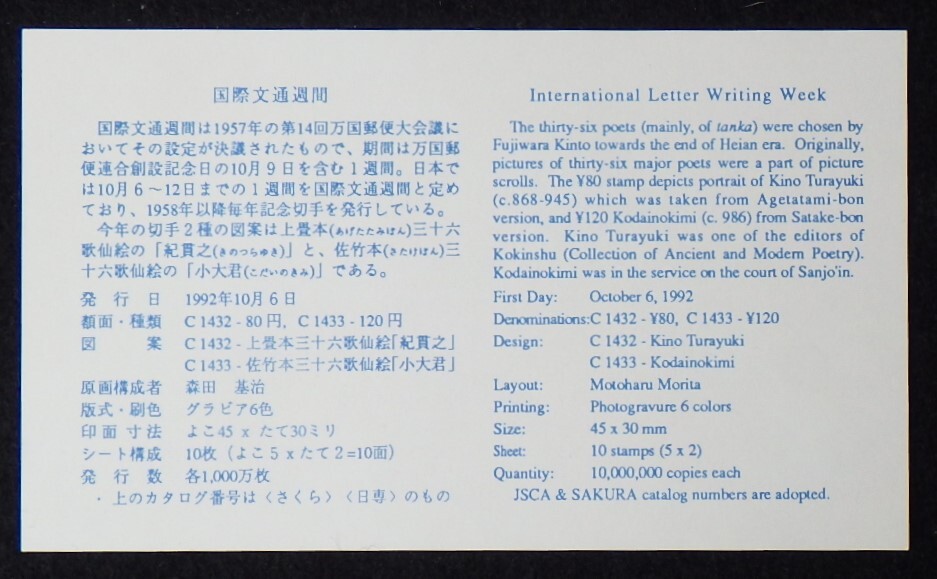 国際文通週間
国際文通週間は1957年の第14回万国郵便大会議に
おいてその設定が決議されたもので、期間は万国郵
便連合創設記念日の10月9日を含む1週間。日本で
は10月6〜12日までの1週間を国際文通週間と定め
ており、1958年以降毎年記念切手を発行している。
今年の切手2種の図案は上畳本(あげたたみほん)三十六
歌仙絵の「紀貫之(きのつらゆき)」と、佐竹本(さたけほん)三
十六歌仙絵の「小大君(こだいのきみ)」である。
発行日 1992年10月6日
額面・種類 C1432-80円, C1433-120円
図案 C1432-上畳本三十六歌仙絵「紀貫之」
C1433-佐竹本三十六歌仙絵「小大君」
原画構成者 森田 基治
版式・刷色 グラビア6色
印面寸法 よこ45 x たて30ミリ
シート構成 10枚（よこ5xたて2=10面）
発行数 各1,000万枚
・上のカタログ番号は〈さくら〉〈日専〉のもの
International Letter Writing Week
The thirty-six poets (mainly, of tanka) were chosen by
Fujiwara Kinto towards the end of Heian era. Originally,
pictures of thirty-six major poets were a part of picture
scrolls. The ¥80 stamp depicts portrait of Kino Turayuki
(c.868-945) which was taken from Agetatami-bon
version, and ¥120 Kodainokimi (c. 986) from Satake-bon
version. Kino Turayuki was one of the editors of
Kokinshu (Collection of Ancient and Modern Poetry).
Kodainokimi was in the service on the court of Sanjo'in.
First Day: October 6, 1992
Denominations: C 1432 - ¥80, C 1433 - ¥120
Design: C 1432 - Kino Turayuki
C 1433 - Kodainokimi
Layout: Motoharu Morita
Printing: Photogravure 6 colors
Size: 45 x 30 mm
Sheet: 10 stamps (5 x 2)
Quantity: 10,000,000 copies each
JSCA & SAKURA catalog numbers are adopted.